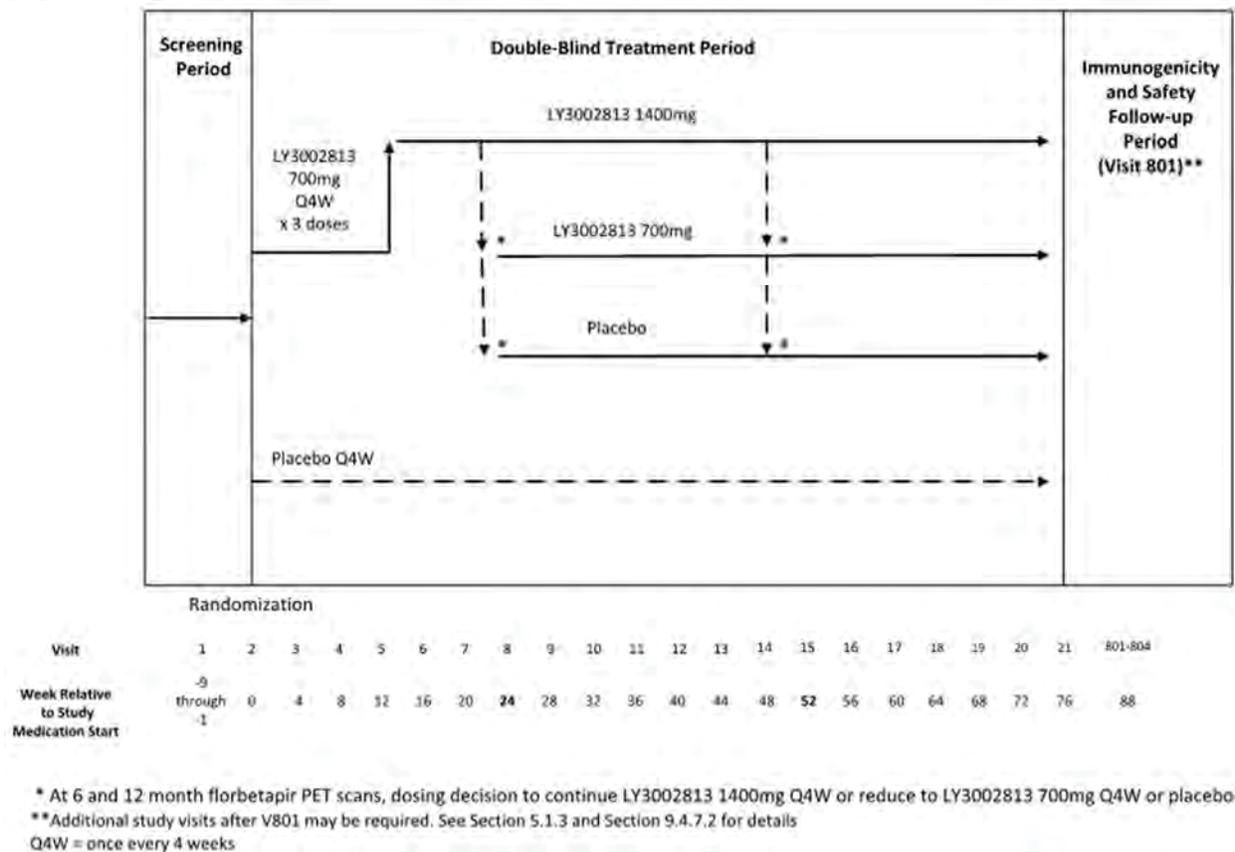 Screening
Period
Double-Blind Treatment Period
Immunogenicity
and Safety
Follow-up
Period
(Visit 801)**
LY3002813 1400mg
LY3002813
700mg
Q4W
x 3 doses
* LY3002813 700mg *
Placebo
* *
Placebo Q4W
Randomization
Visit 1 2 3 4 5 6 7 8 9 10 11 12 13 14 15 16 17 18 19 20 21 801-804
Week Relative
to Study
Medication Start
-9
through
-1
0 4 8 12 16 20 24 28 32 36 40 44 48 52 56 60 64 68 72 76 88
* At 6 and 12 month florbetapir PET scans, dosing decision to continue LY3002813 1400mg Q4W or reduce to LY3002813 700mg Q4W or placebo
**Additional study visits after V801 may be required. See Section 5.1.3 and Section 9.4.7.2 for details
Q4W = once every 4 weeks